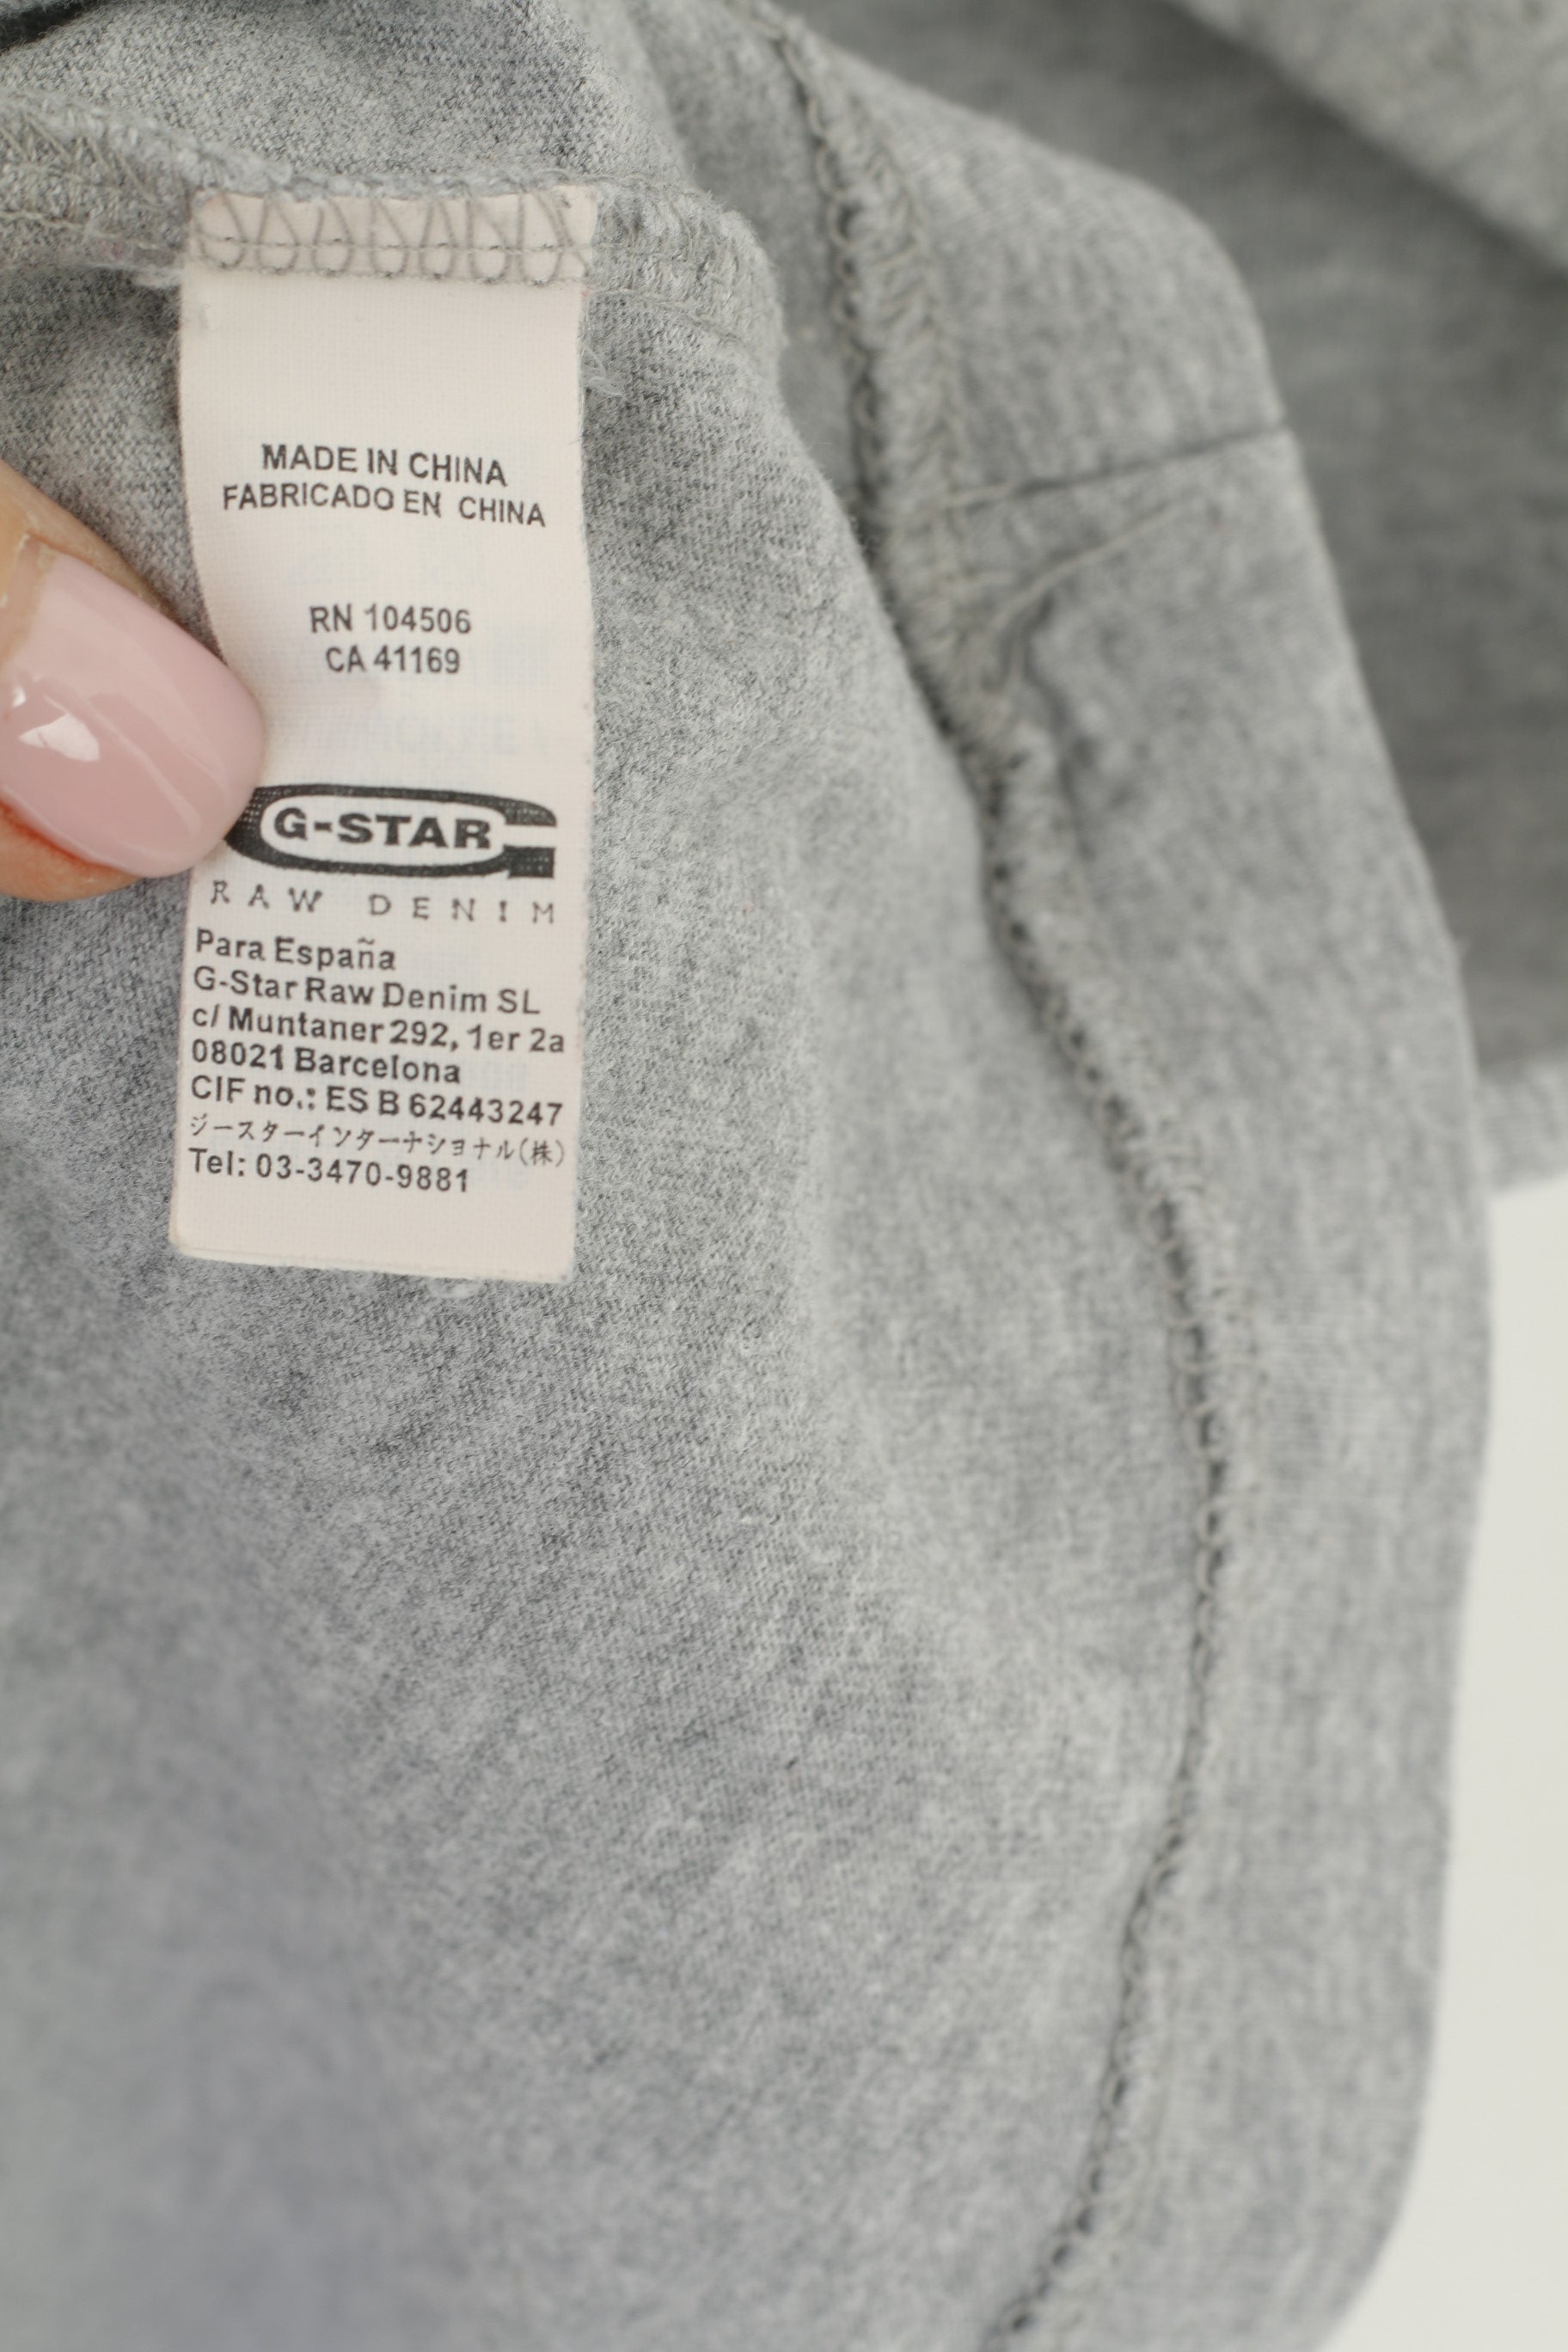 MADE IN CHINA
FABRICADO EN CHINA
RN 104506
CA 41169
G-STAR
RAW DENIM
Para España
G-Star Raw Denim SL
c/ Muntaner 292, 1er 2a
08021 Barcelona
CIF no.: ES B 62443247
ジースターインターナショナル(株)
Tel: 03-3470-9881